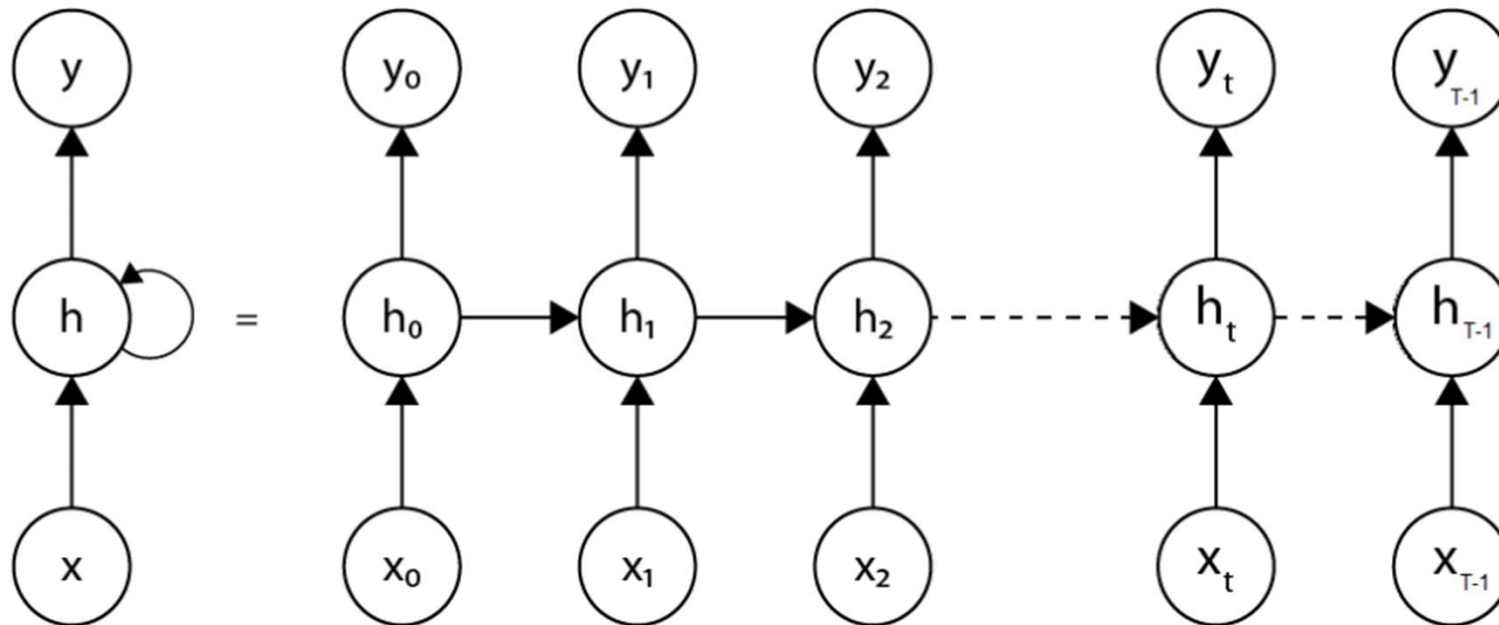 y y₀ y₁ y₂ yₜ y_T-1
h = h₀ h₁ h₂ hₜ h_T-1
x x₀ x₁ x₂ xₜ x_T-1